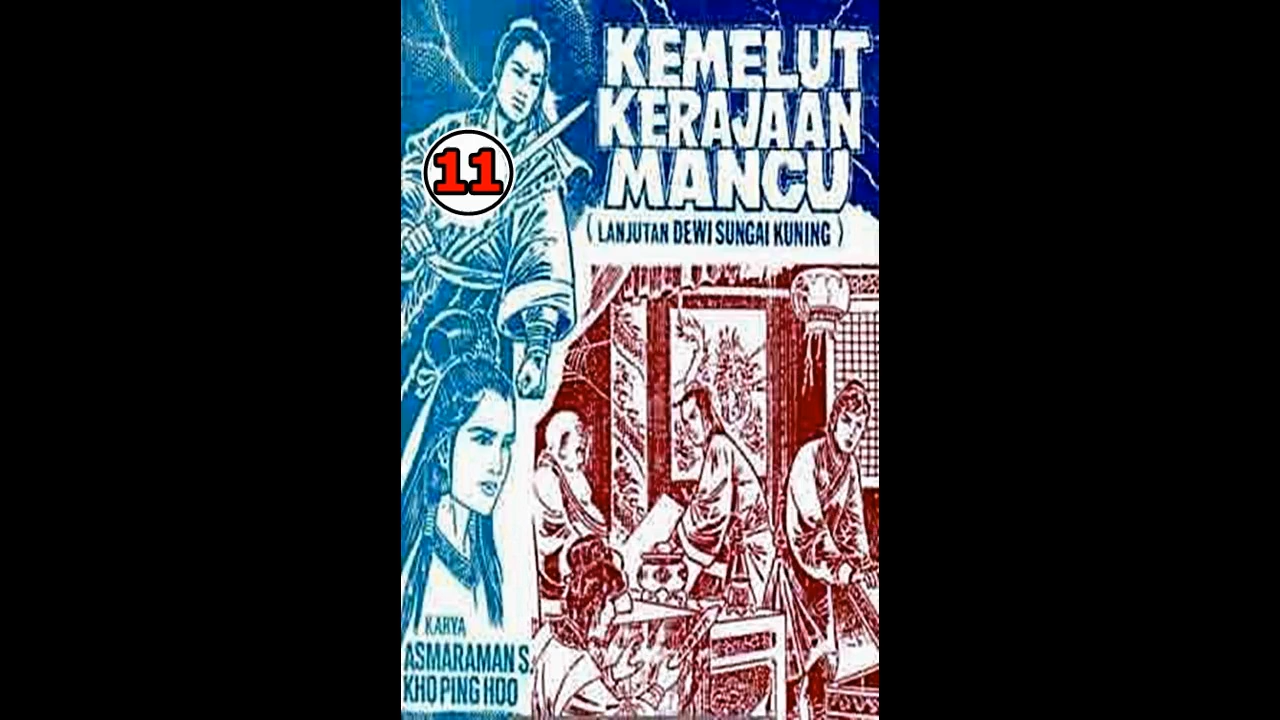 KEMELUT
KERAJAAN
MANCU
( LANJUTAN DEWI SUNGAI KUNING )
11
KARYA
ASMARAMAN S.
KHO PING HOO